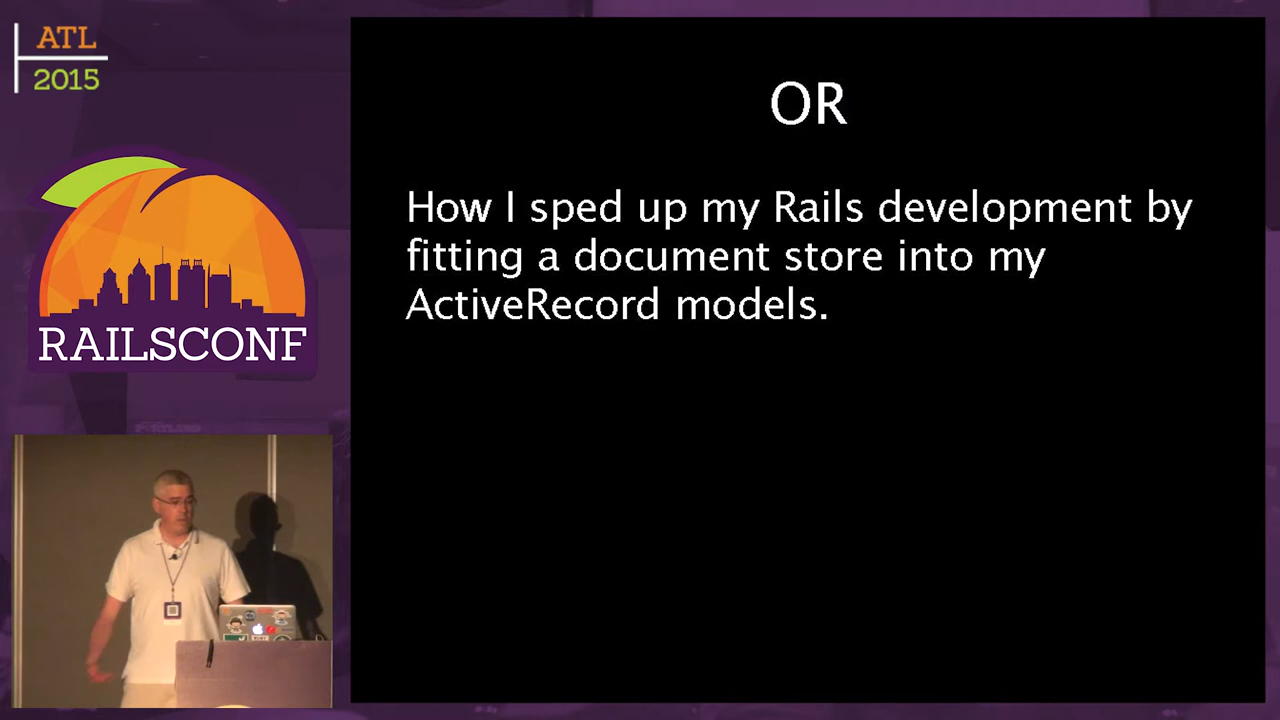 ATL
2015
RAILSCONF
OR
How I sped up my Rails development by
fitting a document store into my
ActiveRecord models.